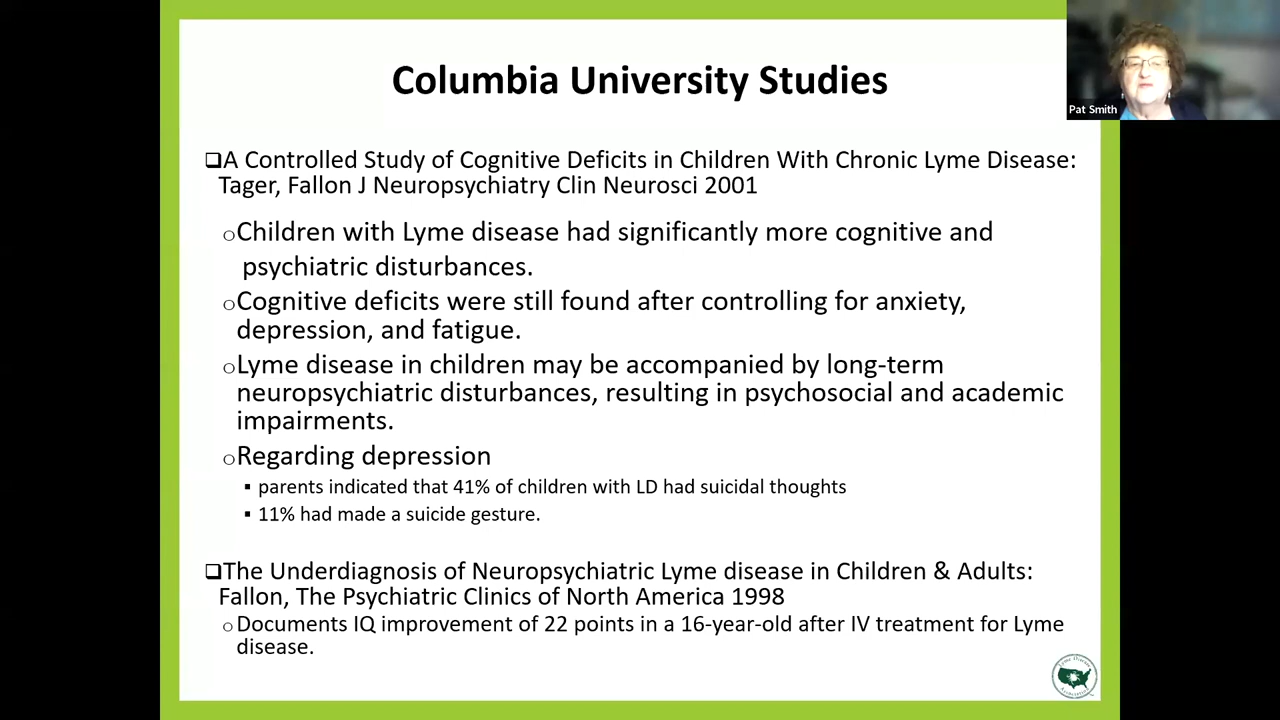 Columbia University Studies
Pat Smith
❑A Controlled Study of Cognitive Deficits in Children With Chronic Lyme Disease:
Tager, Fallon J Neuropsychiatry Clin Neurosci 2001
○Children with Lyme disease had significantly more cognitive and
psychiatric disturbances.
○Cognitive deficits were still found after controlling for anxiety,
depression, and fatigue.
○Lyme disease in children may be accompanied by long-term
neuropsychiatric disturbances, resulting in psychosocial and academic
impairments.
○Regarding depression
▪ parents indicated that 41% of children with LD had suicidal thoughts
▪ 11% had made a suicide gesture.
❑The Underdiagnosis of Neuropsychiatric Lyme disease in Children & Adults:
Fallon, The Psychiatric Clinics of North America 1998
○Documents IQ improvement of 22 points in a 16-year-old after IV treatment for Lyme
disease.